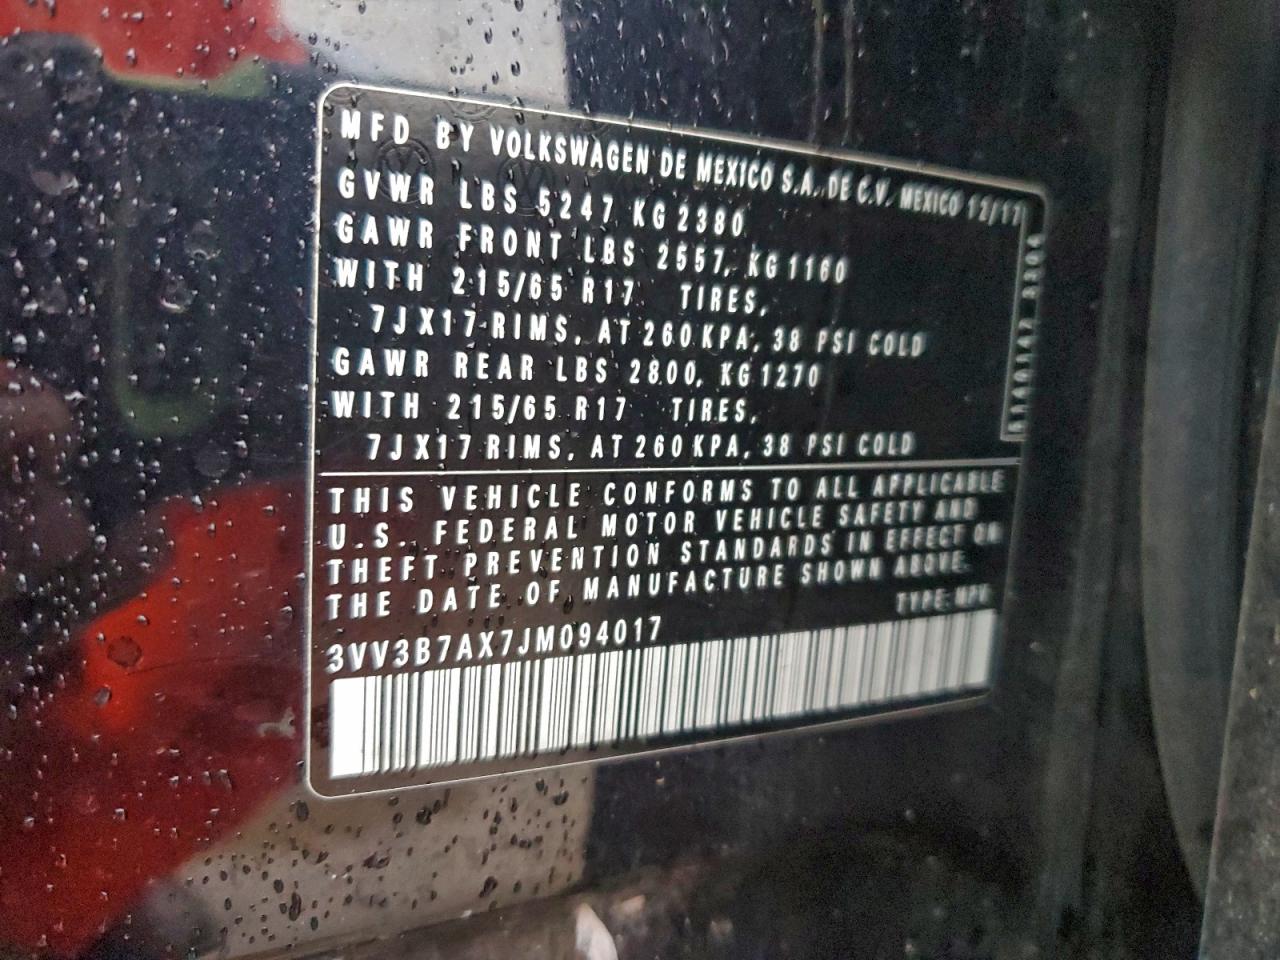 MFD BY VOLKSWAGEN DE MEXICO S.A. DE C.V. MEXICO 12/17
GVWR LBS 5247 KG 2380
GAWR FRONT LBS 2557, KG 1160
WITH 215/65 R17 TIRES,
7JX17 RIMS, AT 260 KPA, 38 PSI COLD
GAWR REAR LBS 2800, KG 1270
WITH 215/65 R17 TIRES,
7JX17 RIMS, AT 260 KPA, 38 PSI COLD
THIS VEHICLE CONFORMS TO ALL APPLICABLE
U.S. FEDERAL MOTOR VEHICLE SAFETY AND
THEFT PREVENTION STANDARDS IN EFFECT ON
THE DATE OF MANUFACTURE SHOWN ABOVE.
TYPE: MPV
3VV3B7AX7JM094017